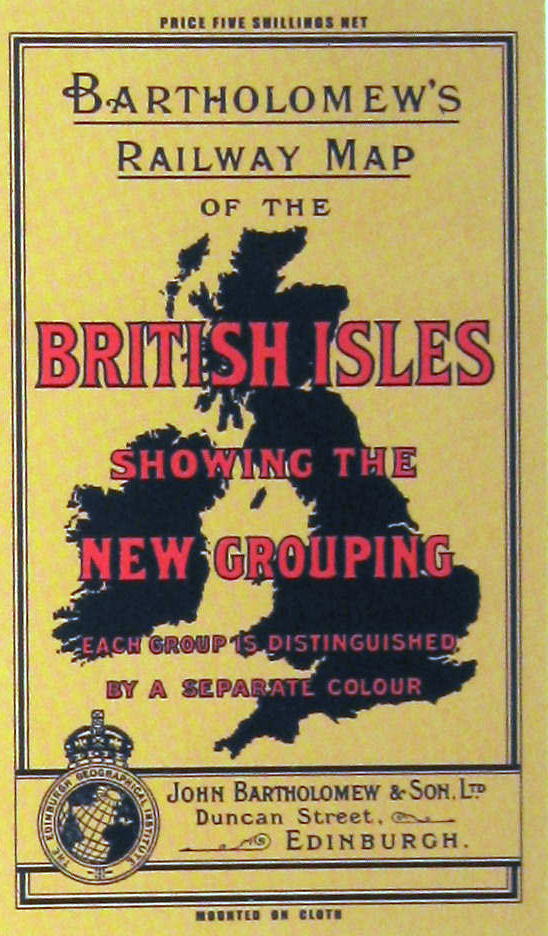 PRICE FIVE SHILLINGS NET
BARTHOLOMEW'S
RAILWAY MAP
OF THE
BRITISH ISLES
SHOWING THE
NEW GROUPING
EACH GROUP IS DISTINGUISHED
BY A SEPARATE COLOUR
THE EDINBURGH GEOGRAPHICAL INSTITUTE
JOHN BARTHOLOMEW & SON, LTD
Duncan Street,
EDINBURGH.
MOUNTED ON CLOTH